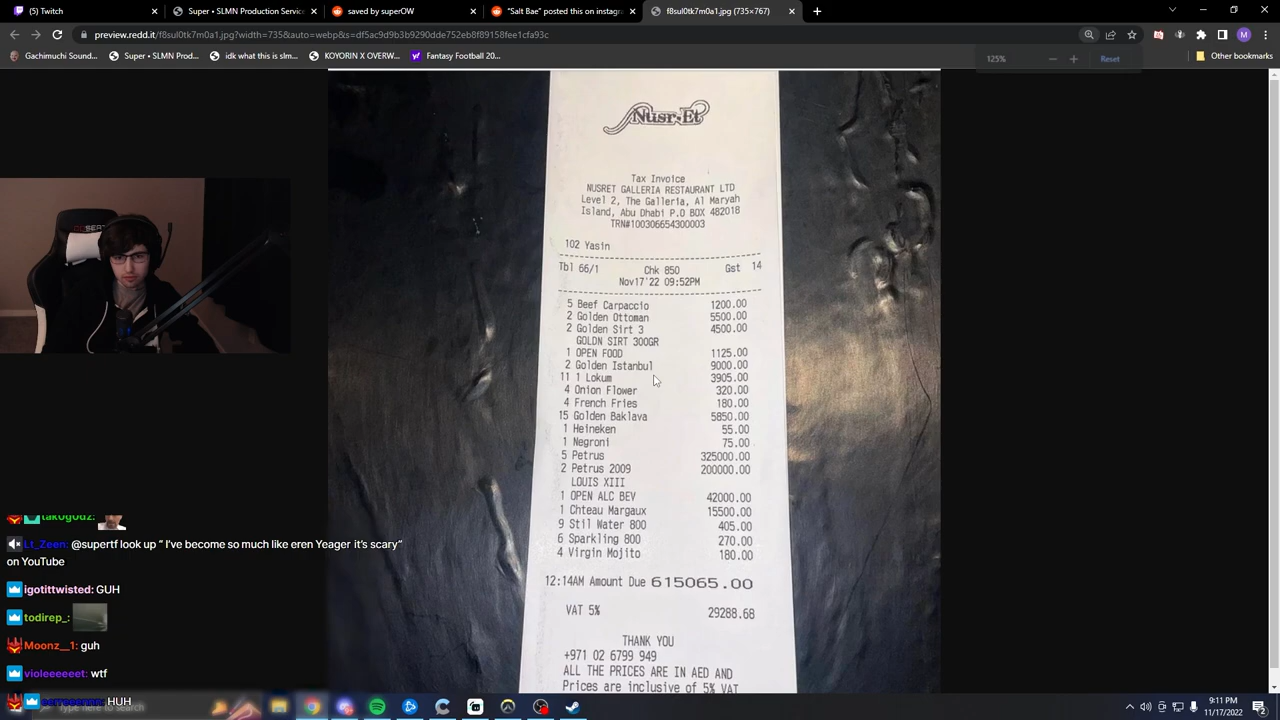 Twitch
Super • SLMN Production Servic
saved by superOW
"Salt Bae" posted this on instagr
f8sul0tk7m0a1.jpg (735×767)
preview.redd.it/f8sul0tk7m0a1.jpg?width=735&auto=webp&s=df5ac9d9b3b9290dde752eb8f89158fee1cfa93c
Gachimuchi Sound...
Super • SLMN Prod...
idk what this is slm...
KOYORIN X OVERW...
Fantasy Football 20...
Other bookmarks
125%
Reset
Nusr-Et
Tax Invoice
NUSRET GALLERIA RESTAURANT LTD
Level 2, The Galleria, Al Maryah
Island, Abu Dhabi P.O BOX 482018
TRN#100306654300003
102 Yasin
Tbl 66/1 Chk 850 Gst 14
Nov17'22 09:52PM
5 Beef Carpaccio 1200.00
2 Golden Ottoman 5500.00
2 Golden Sirt 3 4500.00
GOLDN SIRT 300GR
1 OPEN FOOD 1125.00
2 Golden Istanbul 9000.00
11 1 Lokum 3905.00
4 Onion Flower 320.00
4 French Fries 180.00
15 Golden Baklava 5850.00
1 Heineken 55.00
1 Negroni 75.00
5 Petrus 325000.00
2 Petrus 2009 200000.00
LOUIS XIII
1 OPEN ALC BEV 42000.00
1 Chteau Margaux 15500.00
9 Stil Water 800 405.00
6 Sparkling 800 270.00
4 Virgin Mojito 180.00
12:14AM Amount Due 615065.00
VAT 5% 29288.68
THANK YOU
+971 02 6799 949
ALL THE PRICES ARE IN AED AND
Prices are inclusive of 5% VAT
takogodz:
Lt_Zeen: @supertf look up " I've become so much like eren Yeager it's scary"
on YouTube
igotittwisted: GUH
todirep_:
Moonz__1: guh
violeeeeeet: wtf
HUH
Type here to search
9:11 PM
11/17/2022